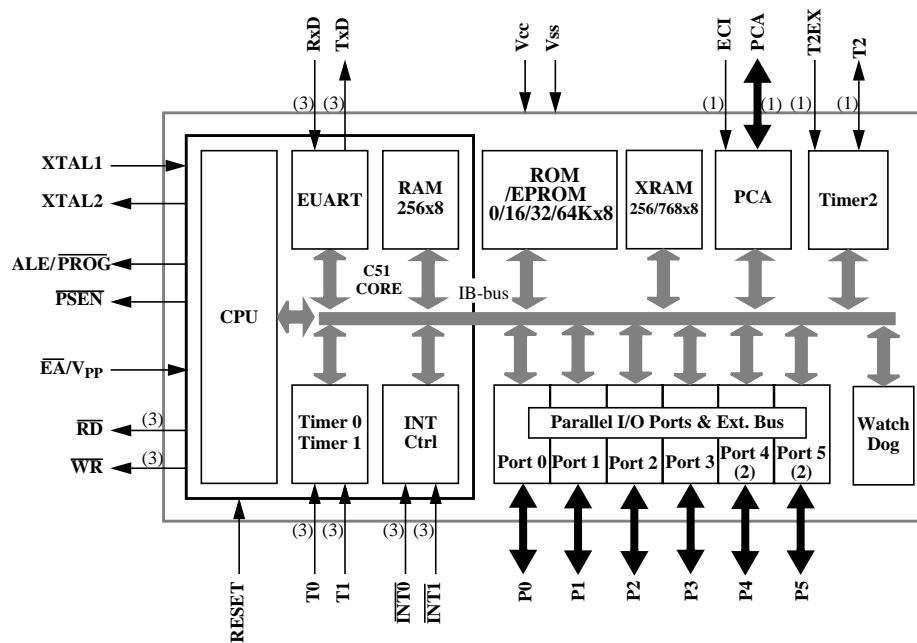 RxD
TxD
Vcc
Vss
ECI
PCA
T2EX
T2
(3) (3)
(1) (1) (1) (1)
XTAL1
XTAL2
ALE/PROG
PSEN
EA/VPP
RD
(3)
WR
(3)
CPU
EUART
RAM
256x8
C51
CORE
IB-bus
ROM
/EPROM
0/16/32/64Kx8
XRAM
256/768x8
PCA
Timer2
Timer 0
Timer 1
INT
Ctrl
Parallel I/O Ports & Ext. Bus
Port 0
Port 1
Port 2
Port 3
Port 4
(2)
Port 5
(2)
Watch
Dog
(3) (3) (3) (3)
RESET
T0
T1
INT0
INT1
P0
P1
P2
P3
P4
P5